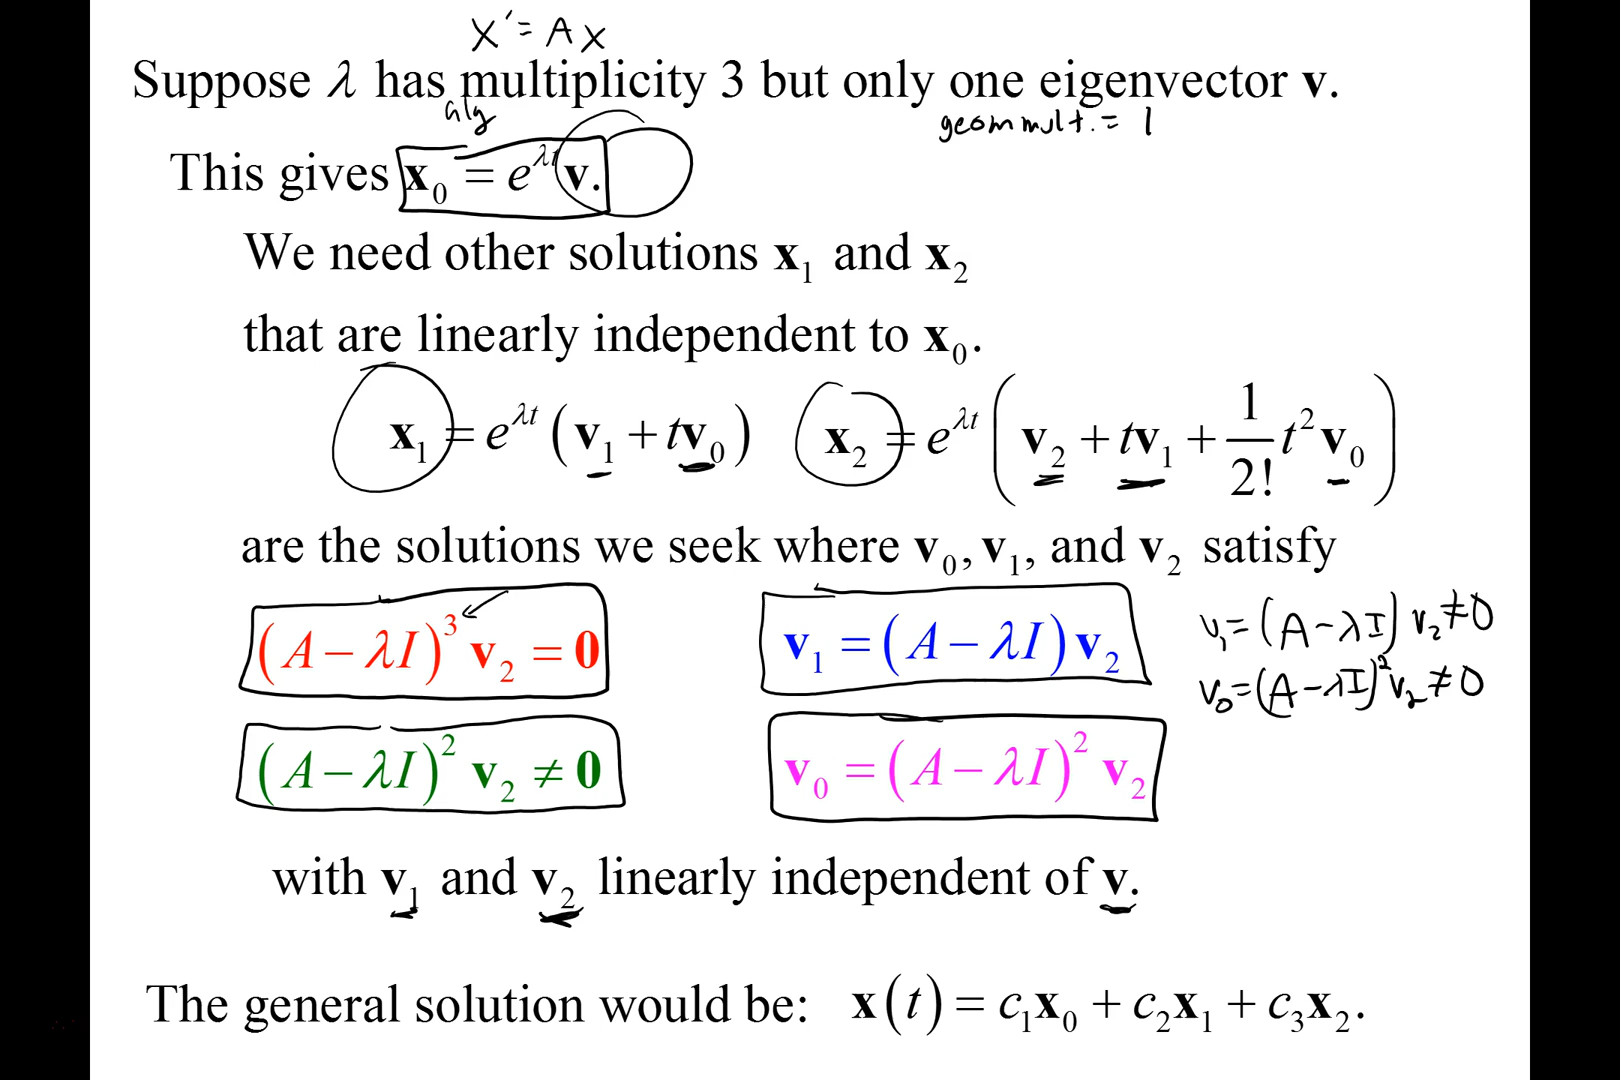 X′ = A x
Suppose λ has multiplicity 3 but only one eigenvector v.
alg
geom mult. = 1
This gives x₀ = e^{λt} v.
We need other solutions x₁ and x₂
that are linearly independent to x₀.
x₁ = e^{λt} (v₁ + tv₀) x₂ = e^{λt} (v₂ + tv₁ + \frac{1}{2!} t² v₀)
are the solutions we seek where v₀, v₁, and v₂ satisfy
(A − λI)³ v₂ = 0 v₁ = (A − λI) v₂
v₁ = (A − λI) v₂ ≠ 0
v₀ = (A − λI)² v₂ ≠ 0
(A − λI)² v₂ ≠ 0 v₀ = (A − λI)² v₂
with v₁ and v₂ linearly independent of v.
The general solution would be: x(t) = c₁x₀ + c₂x₁ + c₃x₂.